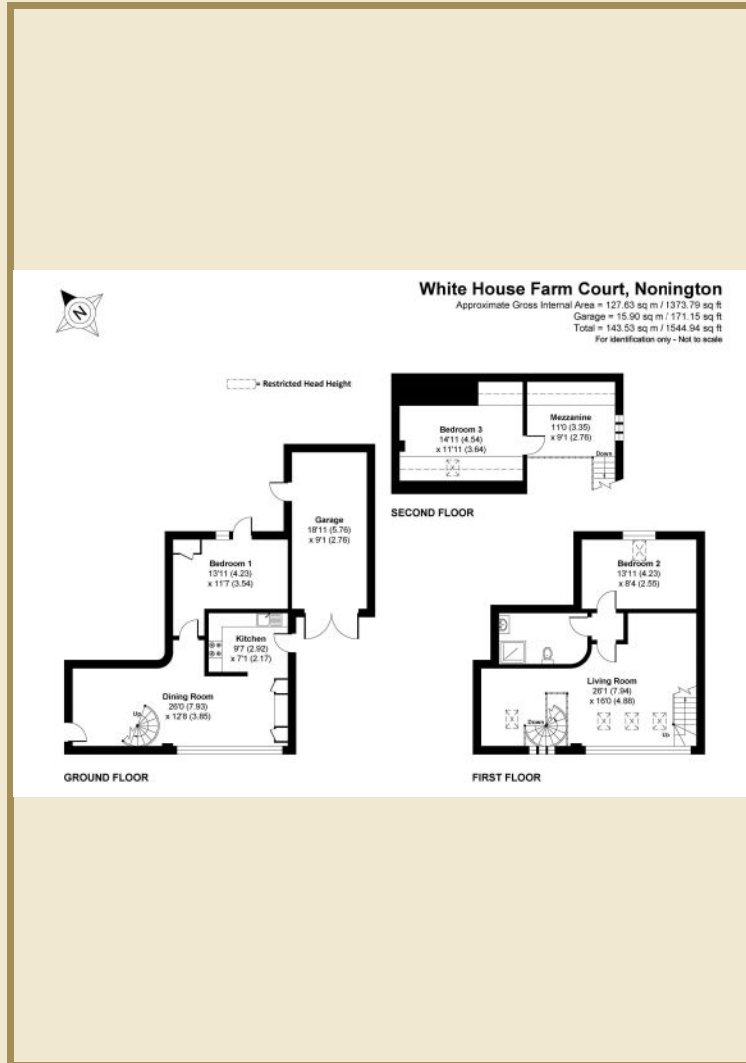 White House Farm Court, Nonington
Approximate Gross Internal Area = 127.63 sq m / 1373.79 sq ft
Garage = 15.90 sq m / 171.15 sq ft
Total = 143.53 sq m / 1544.94 sq ft
For identification only - Not to scale
N
= Restricted Head Height
Bedroom 3
14'11 (4.54)
x 11'11 (3.64)
Mezzanine
11'0 (3.35)
x 9'1 (2.76)
Down
SECOND FLOOR
Garage
18'11 (5.76)
x 9'1 (2.76)
Bedroom 1
13'11 (4.23)
x 11'7 (3.54)
Kitchen
9'7 (2.92)
x 7'1 (2.17)
Dining Room
26'0 (7.93)
x 12'8 (3.85)
Up
GROUND FLOOR
Bedroom 2
13'11 (4.23)
x 8'4 (2.55)
Living Room
26'1 (7.94)
x 16'0 (4.88)
Down
Up
FIRST FLOOR